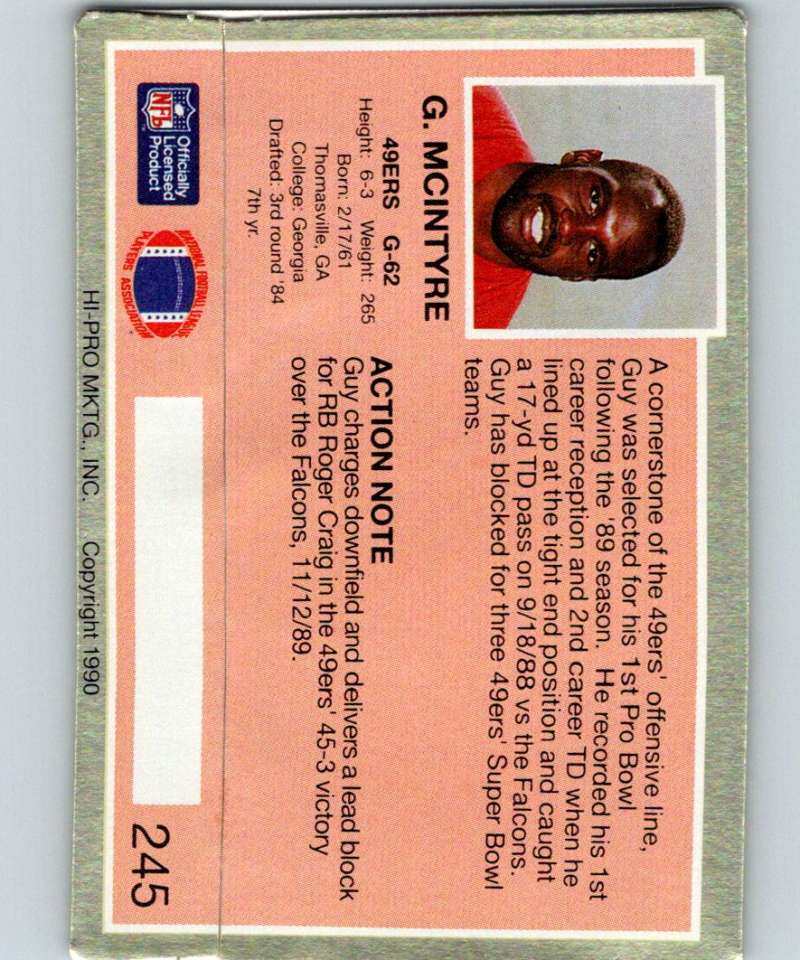 G. MCINTYRE
49ERS G-62
Height: 6-3 Weight: 265
Born: 2/17/61
Thomasville, GA
College: Georgia
Drafted: 3rd round '84
7th yr.
A cornerstone of the 49ers' offensive line,
Guy was selected for his 1st Pro Bowl
following the '89 season. He recorded his 1st
career reception and 2nd career TD when he
lined up at the tight end position and caught
a 17-yd TD pass on 9/18/88 vs the Falcons.
Guy has blocked for three 49ers' Super Bowl
teams.
ACTION NOTE
Guy charges downfield and delivers a lead block
for RB Roger Craig in the 49ers' 45-3 victory
over the Falcons, 11/12/89.
NFL
Officially
Licensed
Product
NATIONAL FOOTBALL LEAGUE
PLAYERS ASSOCIATION
245
HI-PRO MKTG., INC. Copyright 1990